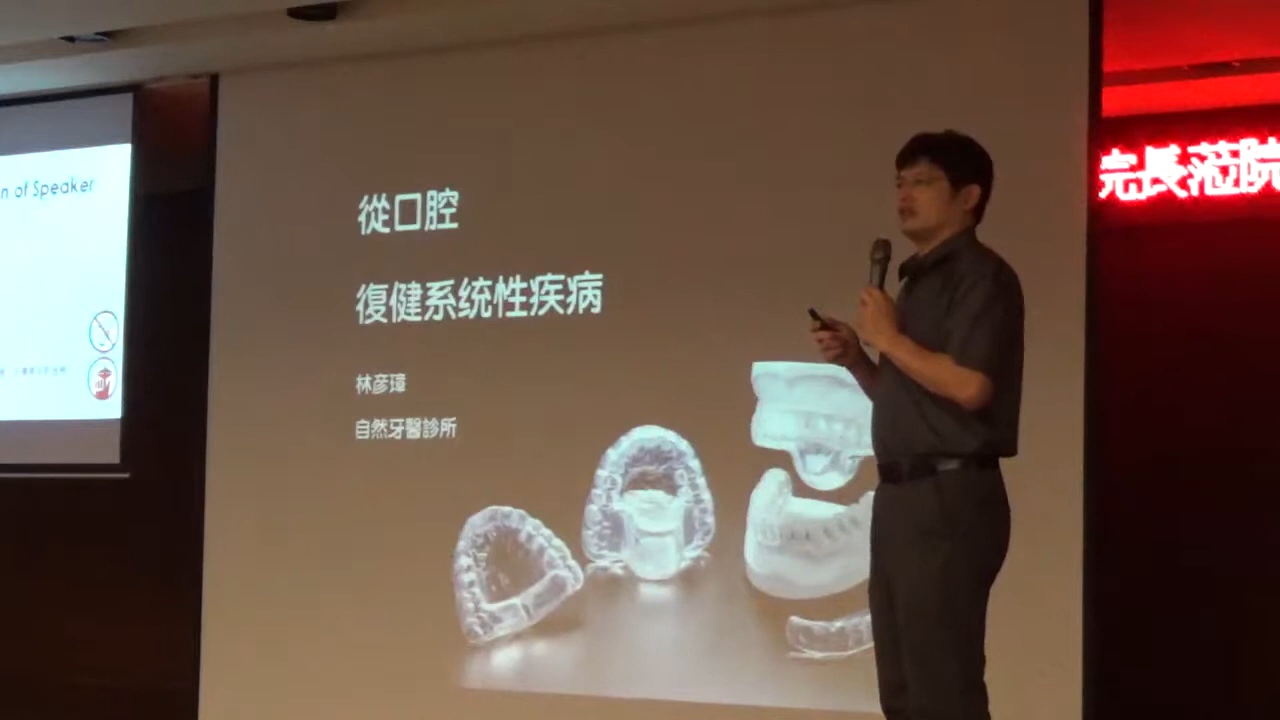 n of Speaker
從口腔
復健系統性疾病
林彥璋
自然牙醫診所
院長蒞院